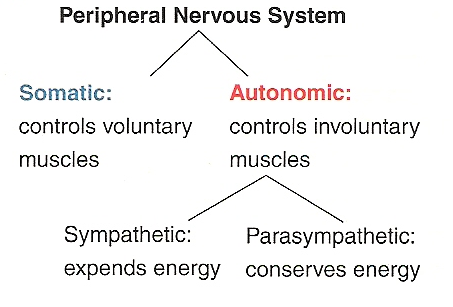 Peripheral Nervous System
Somatic:
controls voluntary
muscles
Autonomic:
controls involuntary
muscles
Sympathetic:
expends energy
Parasympathetic:
conserves energy